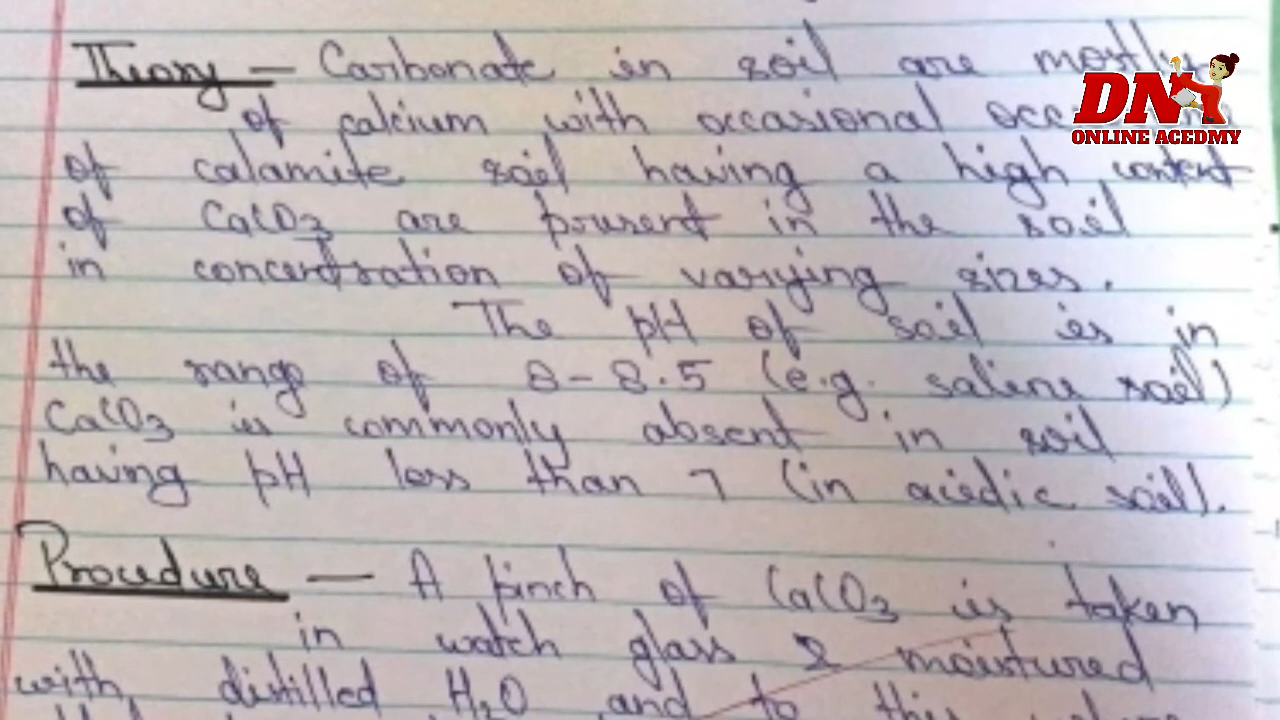 Theory - Carbonate in soil are mostly
of calcium with occasional
of calamite soil having a high content
of CaCO3 are present in the soil
in concentration of varying sizes.
The pH of soil is in
the range of 8-8.5 (e.g. saline soil)
CaCO3 is commonly absent in soil
having pH less than 7 (in aciedic soil).
Procedure - A pinch of CaCO3 is taken
in watch glass & moistured
with distilled H2O and to this
DN
ONLINE ACEDMY